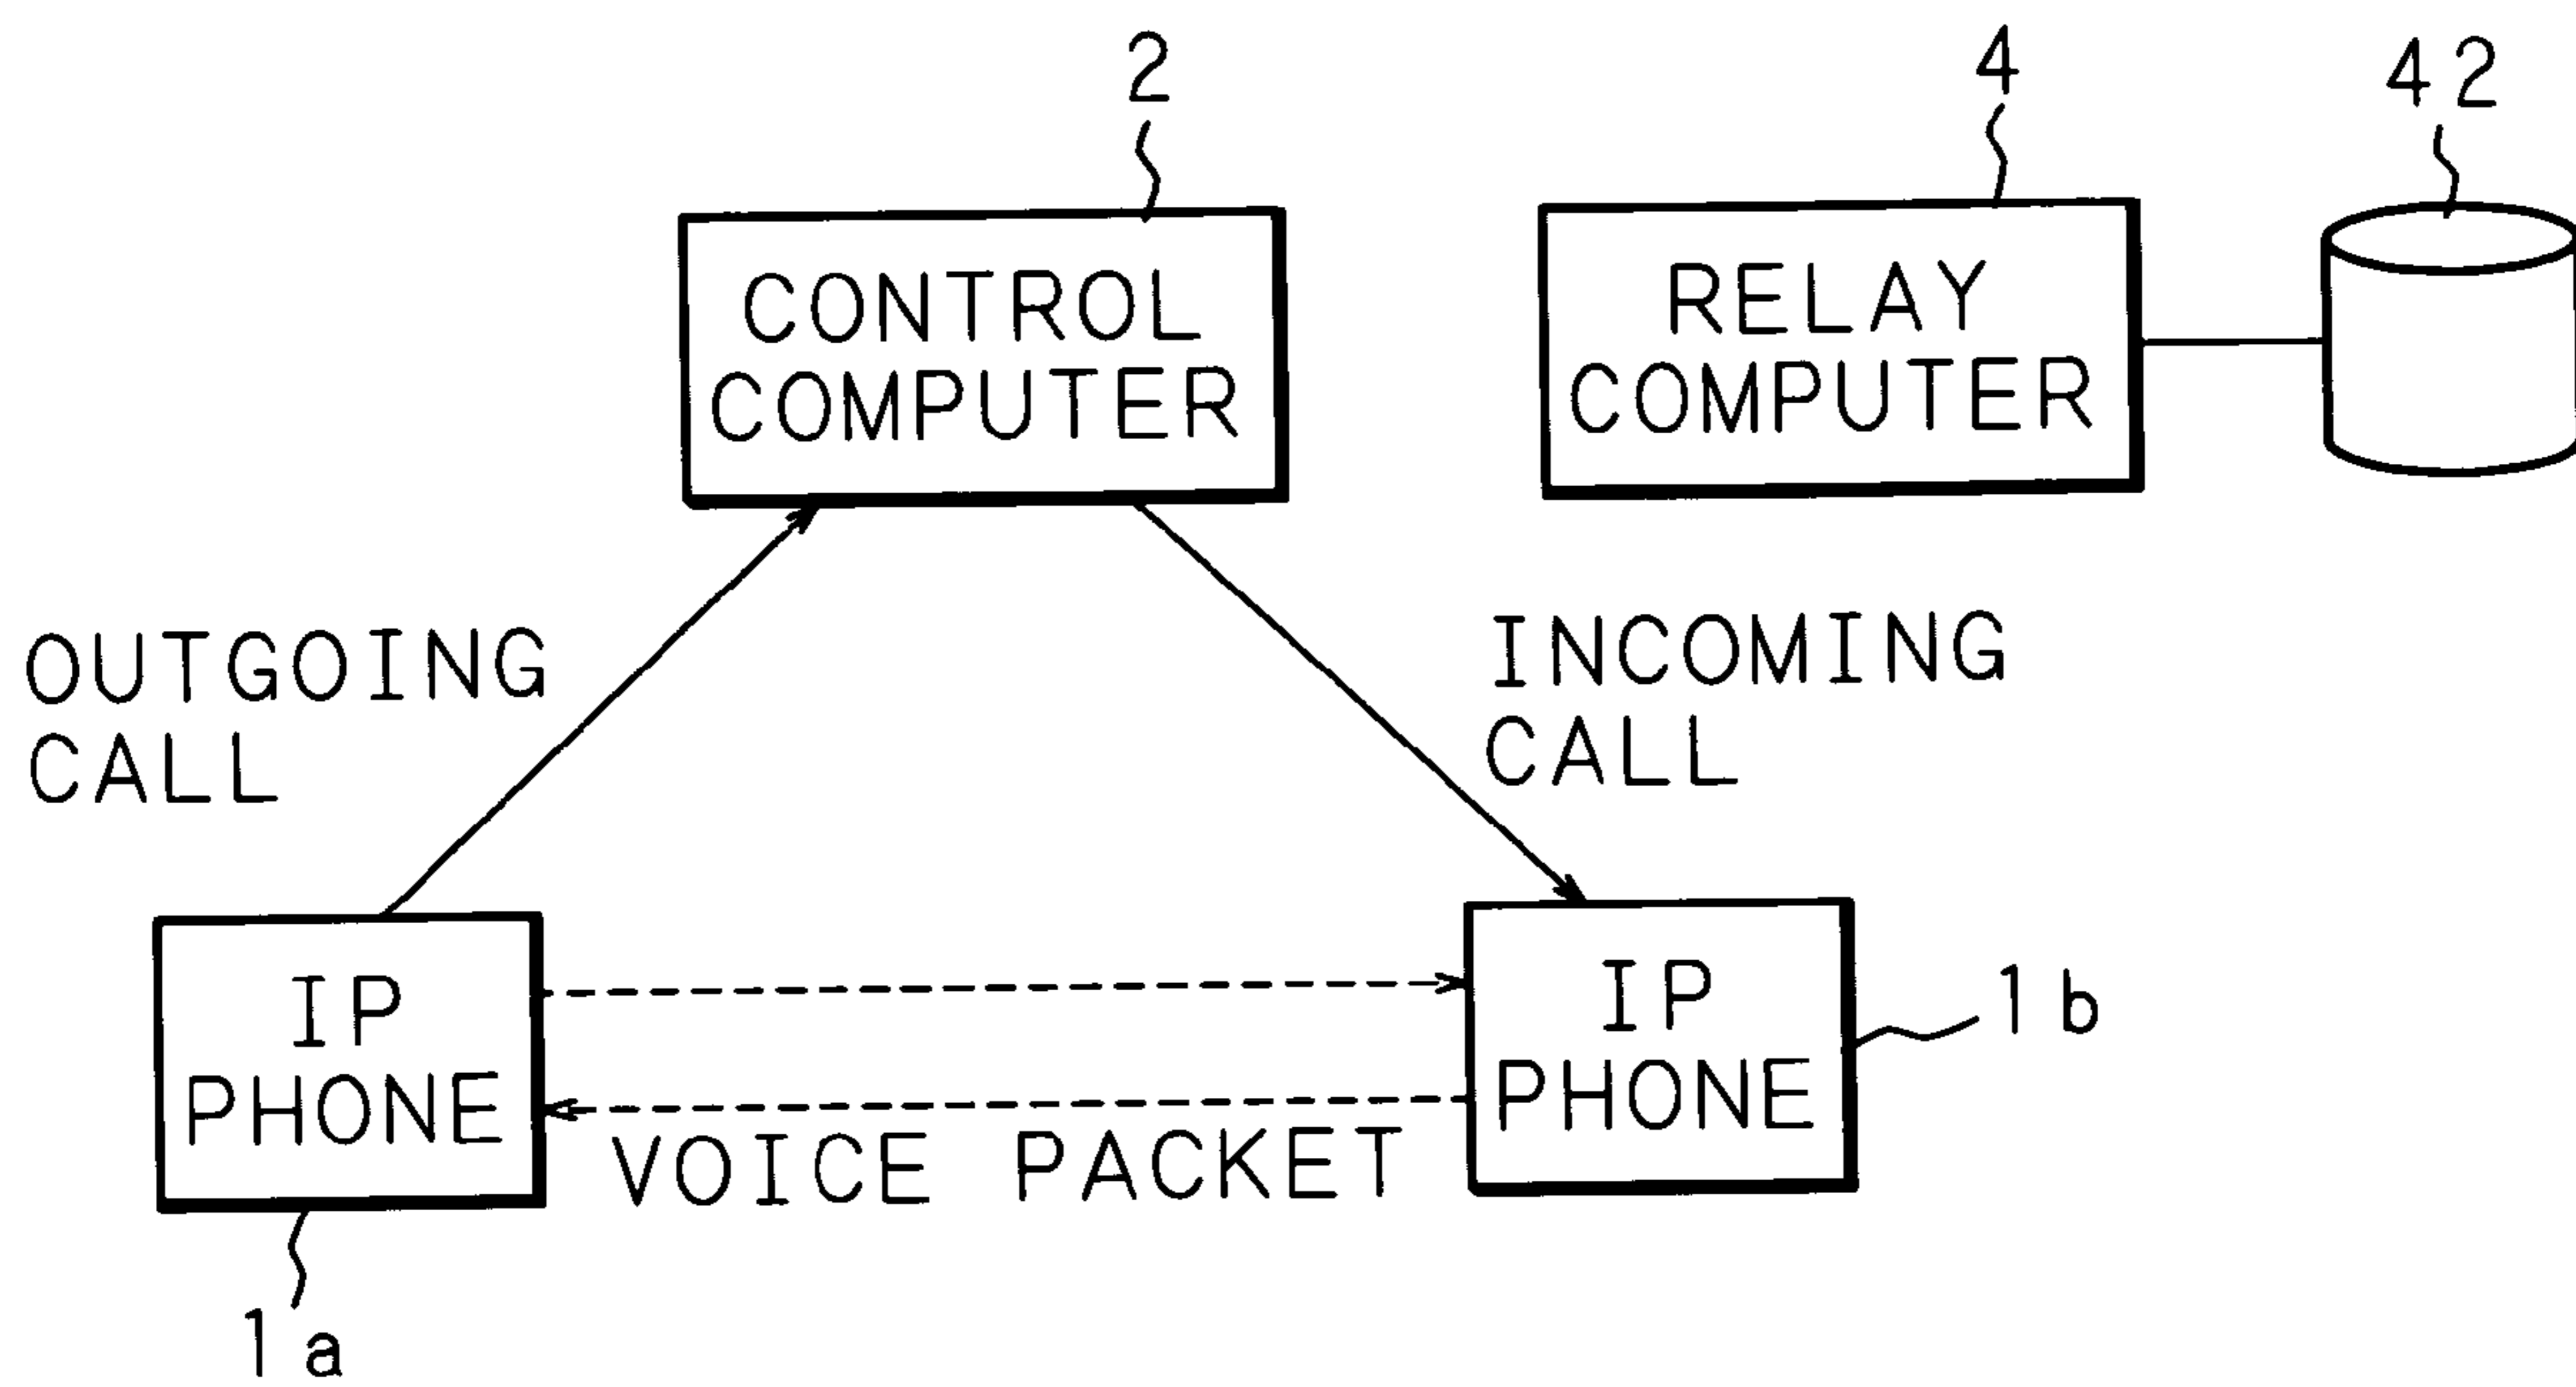 2
4
42
CONTROL
COMPUTER
RELAY
COMPUTER
OUTGOING
CALL
INCOMING
CALL
IP
PHONE
IP
PHONE
1b
VOICE PACKET
1a